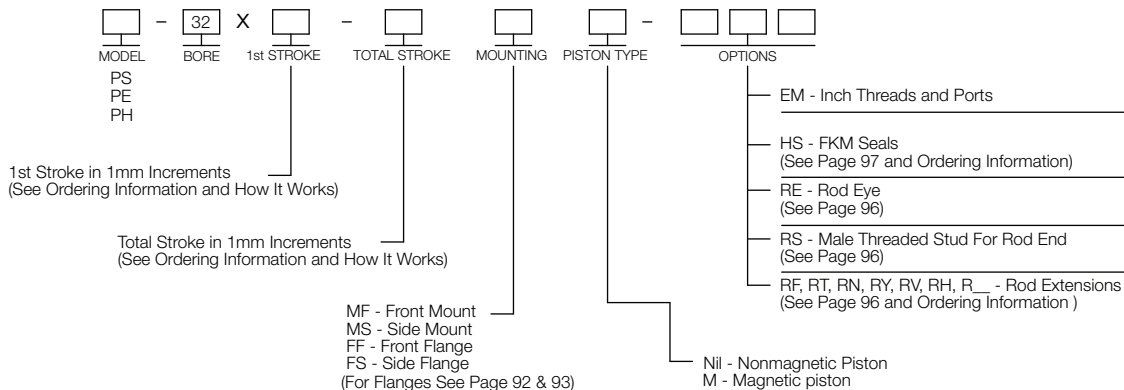 - 32 X - -
MODEL BORE 1st STROKE TOTAL STROKE MOUNTING PISTON TYPE OPTIONS
PS
PE
PH
EM - Inch Threads and Ports
HS - FKM Seals
(See Page 97 and Ordering Information)
1st Stroke in 1mm Increments
(See Ordering Information and How It Works)
RE - Rod Eye
(See Page 96)
Total Stroke in 1mm Increments
(See Ordering Information and How It Works)
RS - Male Threaded Stud For Rod End
(See Page 96)
RF, RT, RN, RY, RV, RH, R__ - Rod Extensions
(See Page 96 and Ordering Information )
MF - Front Mount
MS - Side Mount
FF - Front Flange
FS - Side Flange
(For Flanges See Page 92 & 93)
Nil - Nonmagnetic Piston
M - Magnetic piston